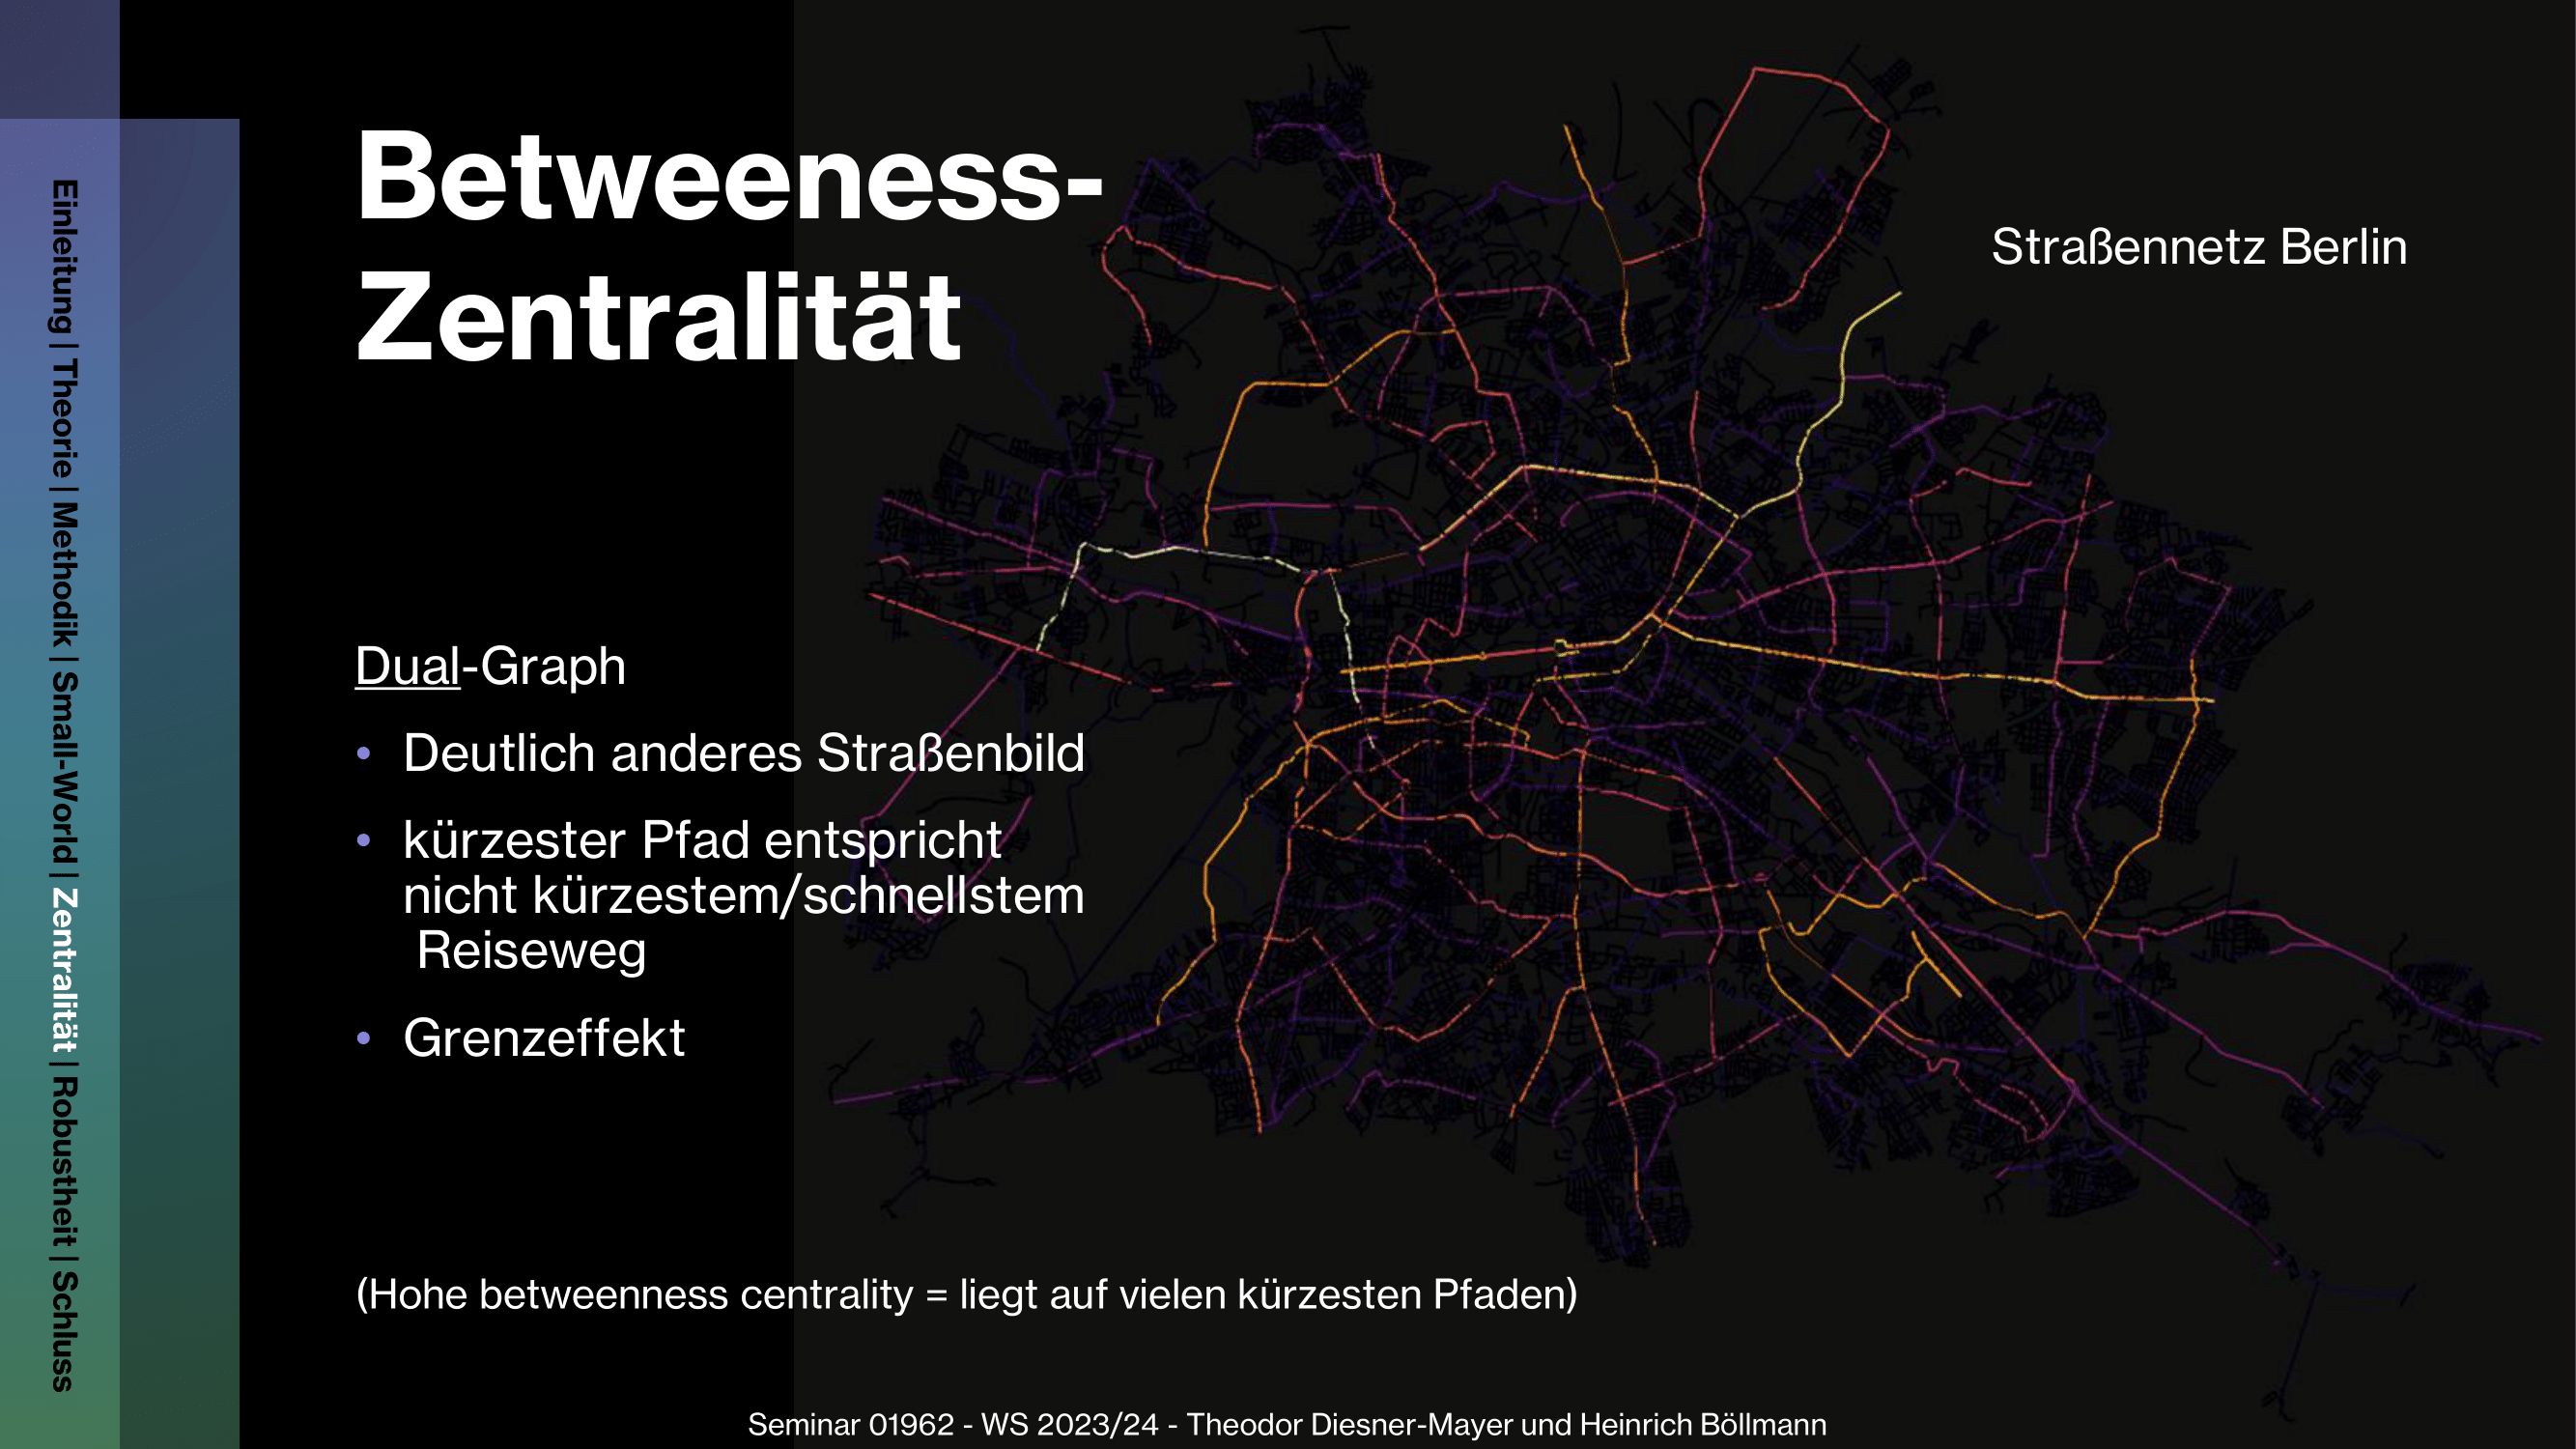 Einleitung | Theorie | Methodik | Small-World | Zentralität | Robustheit | Schluss
Betweeness-
Zentralität
Straßennetz Berlin
Dual-Graph
• Deutlich anderes Straßenbild
• kürzester Pfad entspricht
nicht kürzestem/schnellstem
Reiseweg
• Grenzeffekt
(Hohe betweenness centrality = liegt auf vielen kürzesten Pfaden)
Seminar 01962 - WS 2023/24 - Theodor Diesner-Mayer und Heinrich Böllmann